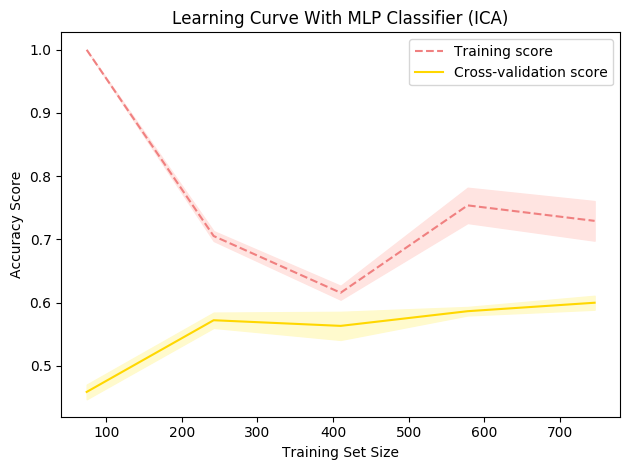 Learning Curve With MLP Classifier (ICA)
Training score
Cross-validation score
1.0
0.9
0.8
0.7
0.6
0.5
Accuracy Score
100 200 300 400 500 600 700
Training Set Size